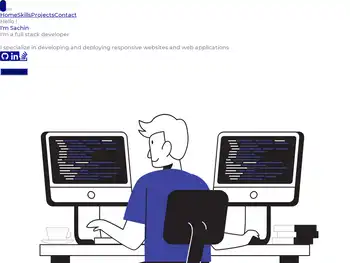 HomeSkillsProjectsContact
Hello !
I'm Sachin
I'm a full stack developer
I specialize in developing and deploying responsive websites and web applications